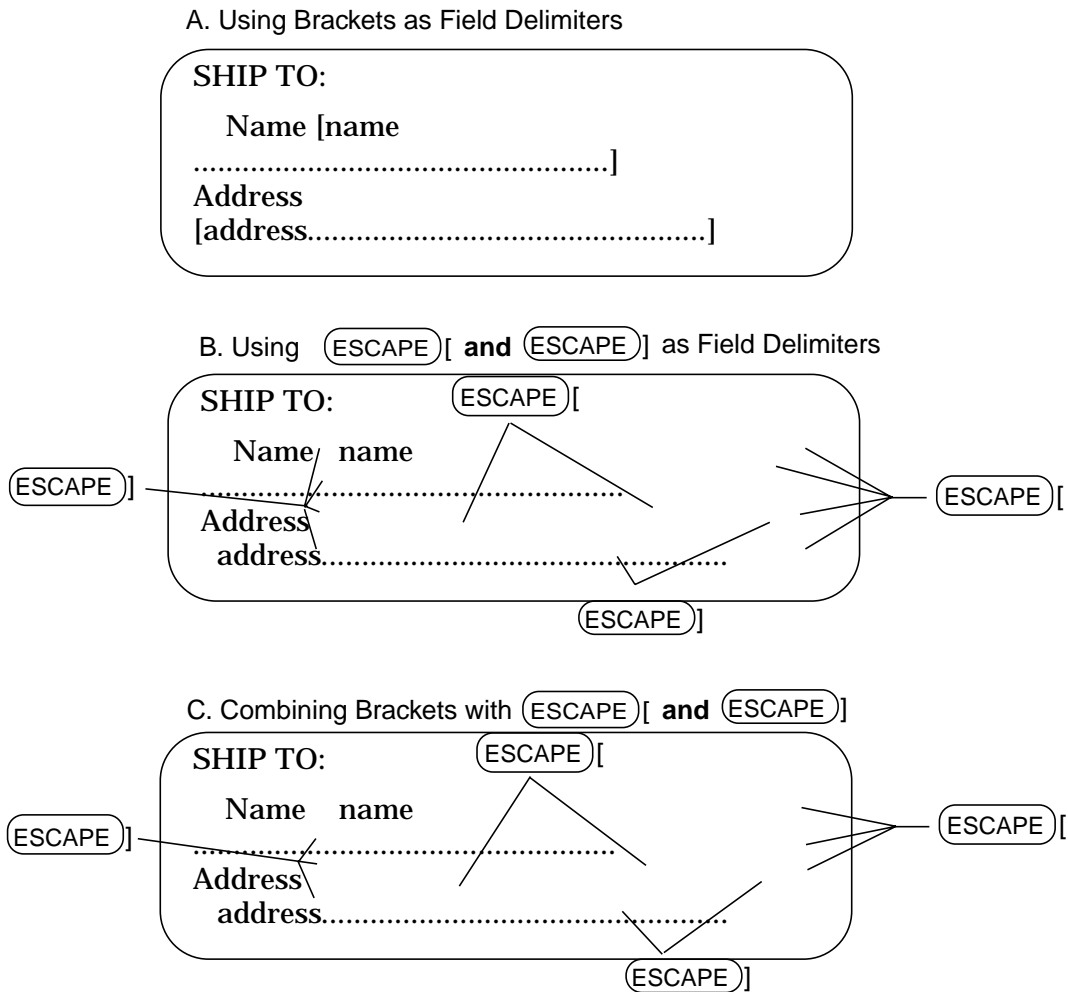 A. Using Brackets as Field Delimiters
SHIP TO:
Name [name
...................................................]
Address
[address.................................................]
B. Using ESCAPE [ and ESCAPE ] as Field Delimiters
SHIP TO:
ESCAPE [
Name name
ESCAPE ]
....................................................
ESCAPE [
Address
address..................................................
ESCAPE ]
C. Combining Brackets with ESCAPE [ and ESCAPE ]
SHIP TO:
ESCAPE [
Name name
ESCAPE ]
....................................................
ESCAPE [
Address
address..................................................
ESCAPE ]